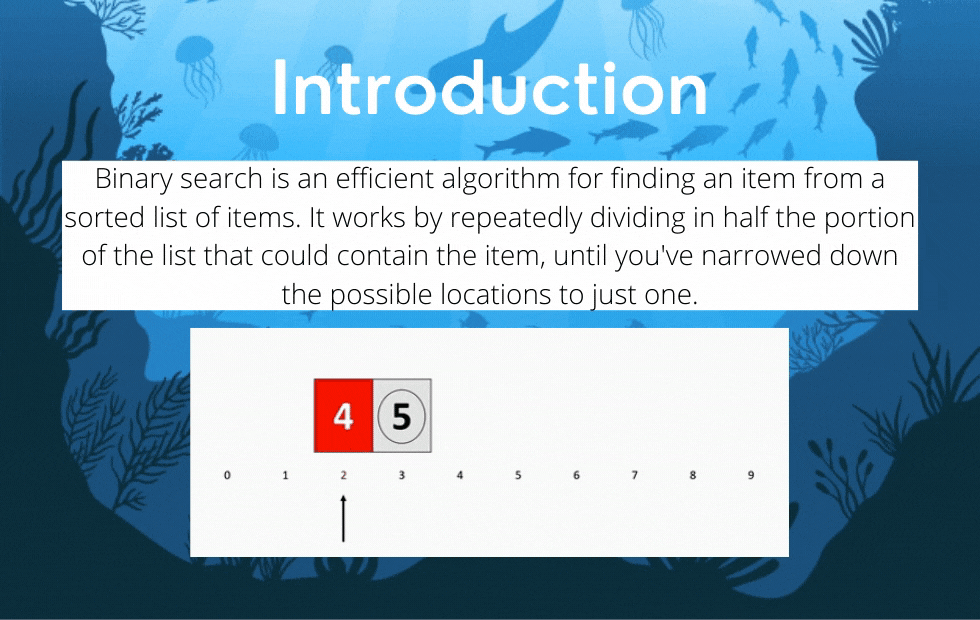 Introduction
Binary search is an efficient algorithm for finding an item from a
sorted list of items. It works by repeatedly dividing in half the portion
of the list that could contain the item, until you've narrowed down
the possible locations to just one.
4 5
0 1 2 3 4 5 6 7 8 9